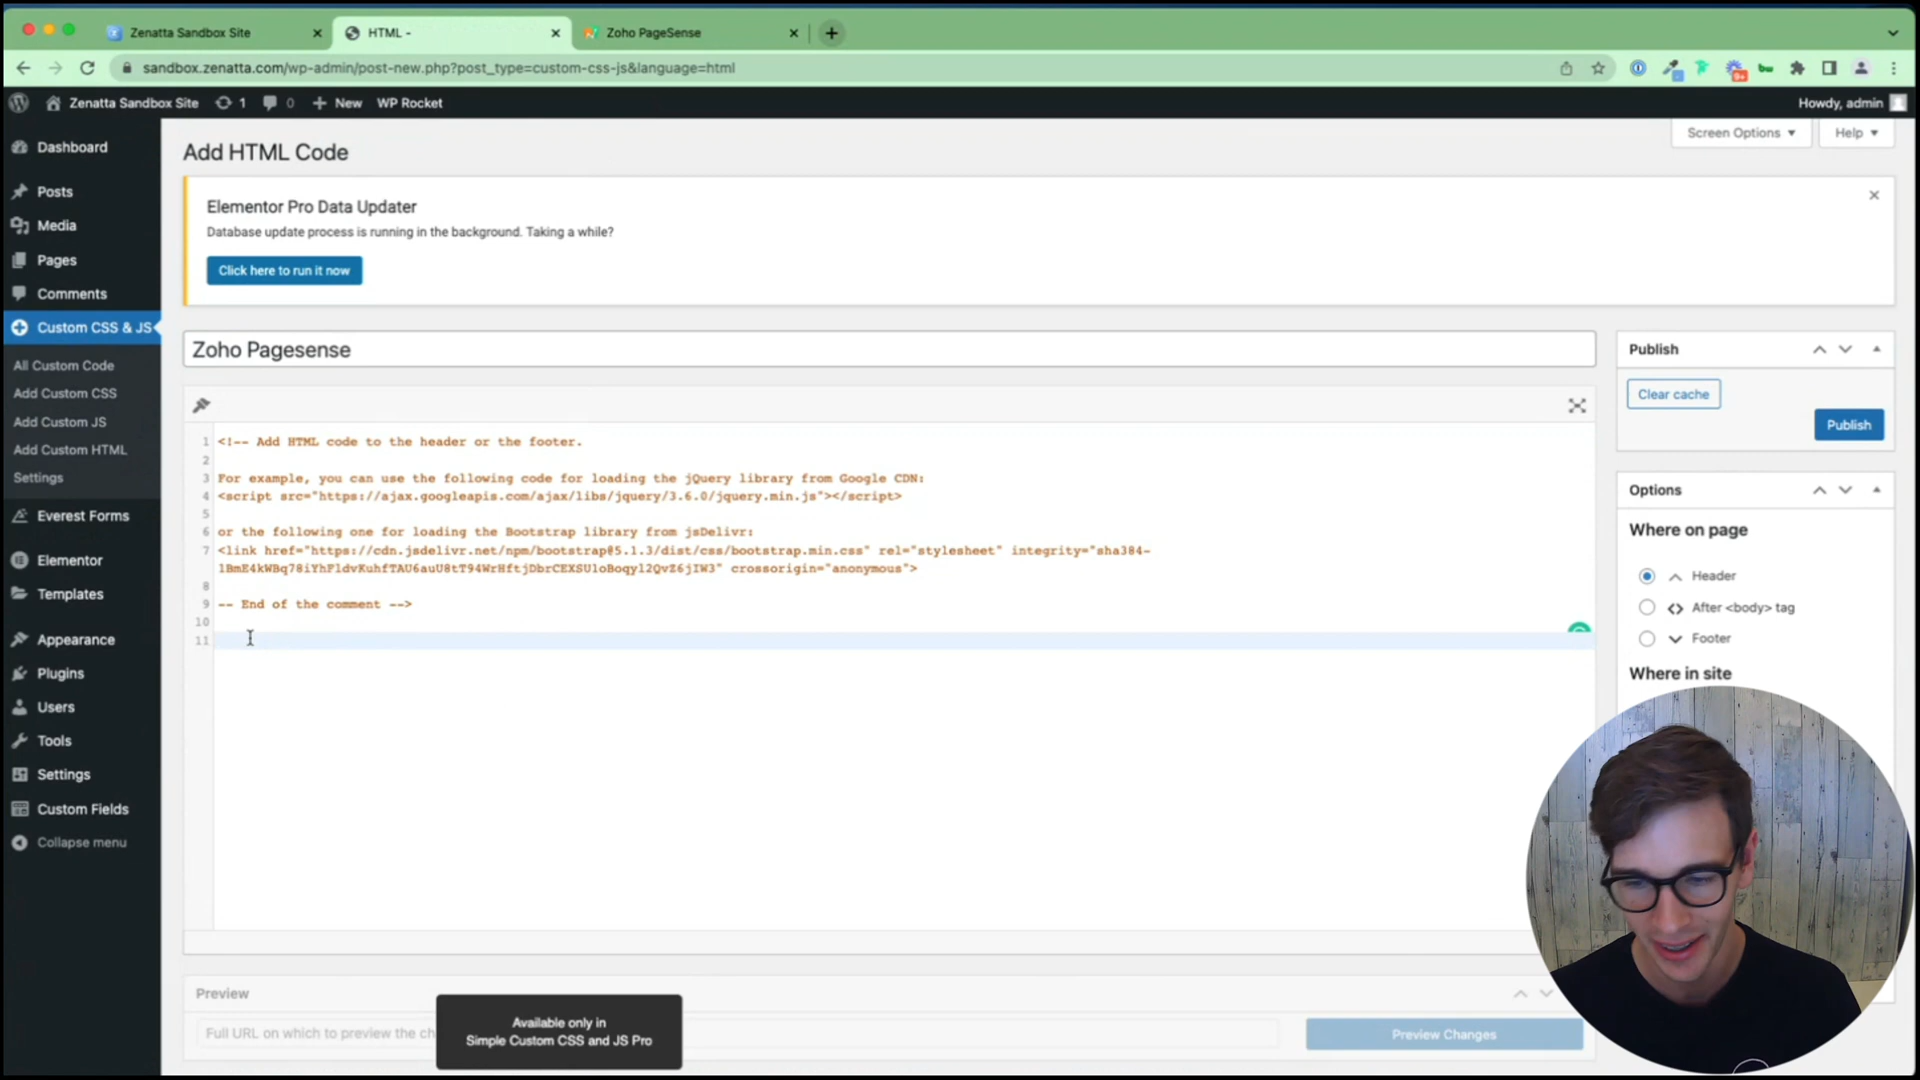 Zenatta Sandbox Site
HTML -
Zoho PageSense
sandbox.zenatta.com/wp-admin/post-new.php?post_type=custom-css-js&language=html
Zenatta Sandbox Site 1 0 New WP Rocket
Howdy, admin
Screen Options
Help
Dashboard
Posts
Media
Pages
Comments
Custom CSS & JS
All Custom Code
Add Custom CSS
Add Custom JS
Add Custom HTML
Settings
Everest Forms
Elementor
Templates
Appearance
Plugins
Users
Tools
Settings
Custom Fields
Collapse menu
Add HTML Code
Elementor Pro Data Updater
Database update process is running in the background. Taking a while?
Click here to run it now
Zoho Pagesense
1 <!-- Add HTML code to the header or the footer.
2
3 For example, you can use the following code for loading the jQuery library from Google CDN:
4 <script src="https://ajax.googleapis.com/ajax/libs/jquery/3.6.0/jquery.min.js"></script>
5
6 or the following one for loading the Bootstrap library from jsDelivr:
7 <link href="https://cdn.jsdelivr.net/npm/bootstrap@5.1.3/dist/css/bootstrap.min.css" rel="stylesheet" integrity="sha384-
1BmE4kWBq78iYhFldvKuhfTAU6auU8tT94WrHftjDbrCEXSU1oBoqyl2QvZ6jIW3" crossorigin="anonymous">
8
9 -- End of the comment -->
10
11
Publish
Clear cache
Publish
Options
Where on page
Header
<> After <body> tag
Footer
Where in site
Preview
Full URL on which to preview the ch
Available only in
Simple Custom CSS and JS Pro
Preview Changes